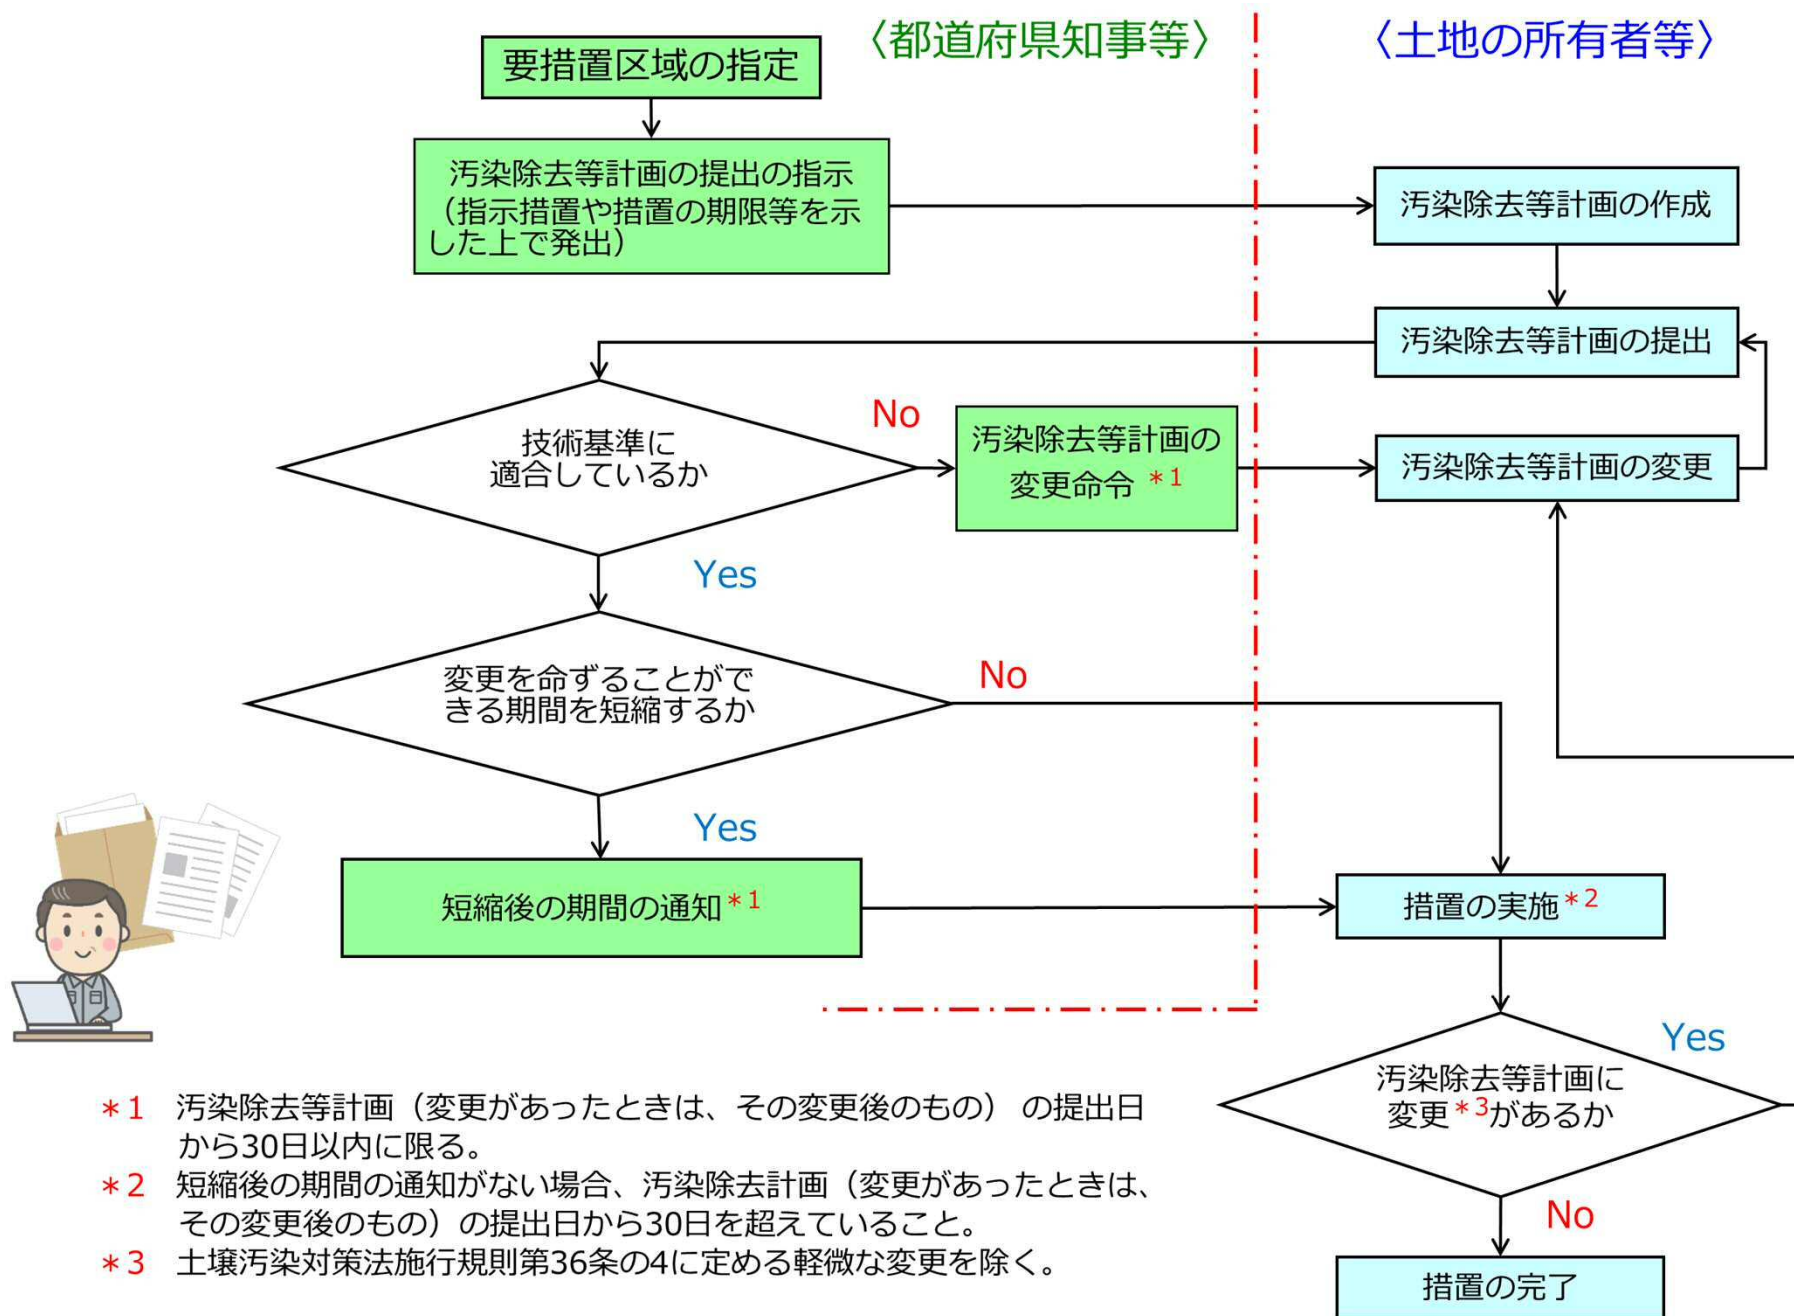 〈都道府県知事等〉
〈土地の所有者等〉
要措置区域の指定
汚染除去等計画の提出の指示
（指示措置や措置の期限等を示
した上で発出）
汚染除去等計画の作成
汚染除去等計画の提出
技術基準に
適合しているか
No
汚染除去等計画の
変更命令 *1
汚染除去等計画の変更
Yes
変更を命ずることがで
きる期間を短縮するか
No
Yes
短縮後の期間の通知*1
措置の実施*2
汚染除去等計画に
変更*3があるか
Yes
No
措置の完了
*1 汚染除去等計画（変更があったときは、その変更後のもの） の提出日
から30日以内に限る。
*2 短縮後の期間の通知がない場合、汚染除去計画（変更があったときは、
その変更後のもの）の提出日から30日を超えていること。
*3 土壌汚染対策法施行規則第36条の4に定める軽微な変更を除く。